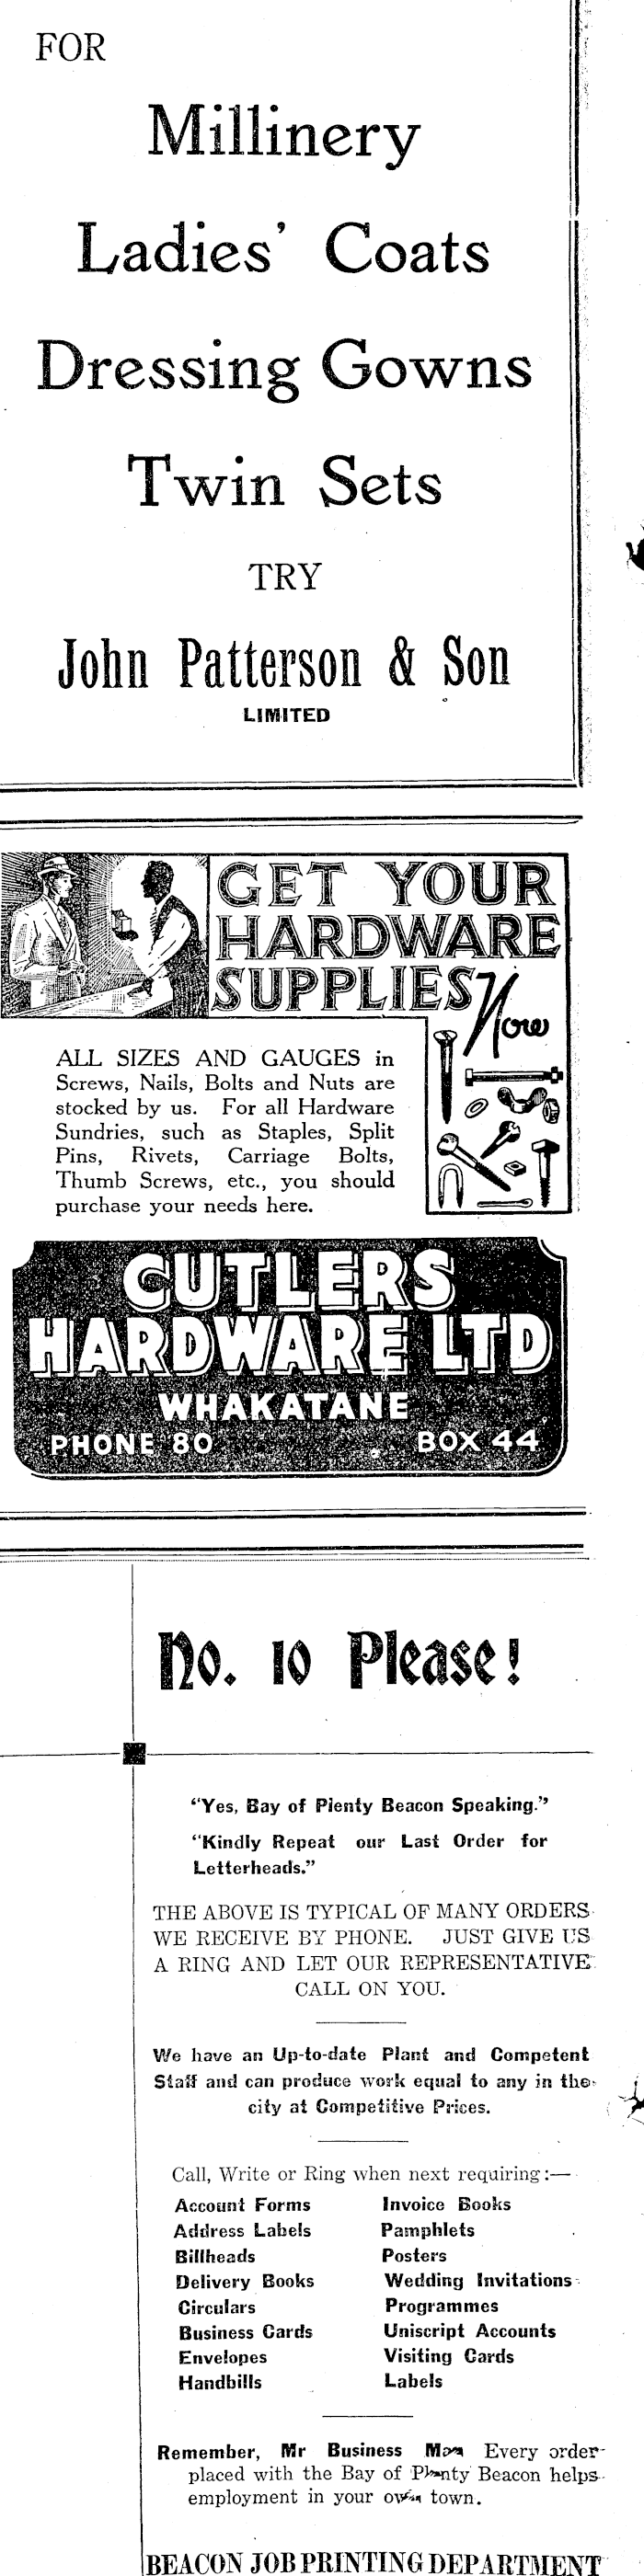 FOR
Millinery
Ladies' Coats
Dressing Gowns
Twin Sets
TRY
John Patterson & Son
LIMITED
GET YOUR
HARDWARE
SUPPLIES Now
ALL SIZES AND GAUGES in
Screws, Nails, Bolts and Nuts are
stocked by us. For all Hardware
Sundries, such as Staples, Split
Pins, Rivets, Carriage Bolts,
Thumb Screws, etc., you should
purchase your needs here.
CUTLERS
HARDWARE LTD
WHAKATANE
PHONE 80 BOX 44
No. 10 Please!
"Yes, Bay of Plenty Beacon Speaking."
"Kindly Repeat our Last Order for
Letterheads."
THE ABOVE IS TYPICAL OF MANY ORDERS
WE RECEIVE BY PHONE. JUST GIVE US
A RING AND LET OUR REPRESENTATIVE
CALL ON YOU.
We have an Up-to-date Plant and Competent
Staff and can produce work equal to any in the
city at Competitive Prices.
Call, Write or Ring when next requiring:—
Account Forms Invoice Books
Address Labels Pamphlets
Billheads Posters
Delivery Books Wedding Invitations
Circulars Programmes
Business Cards Uniscript Accounts
Envelopes Visiting Cards
Handbills Labels
Remember, Mr Business Man Every order
placed with the Bay of Plenty Beacon helps
employment in your own town.
BEACON JOB PRINTING DEPARTMENT